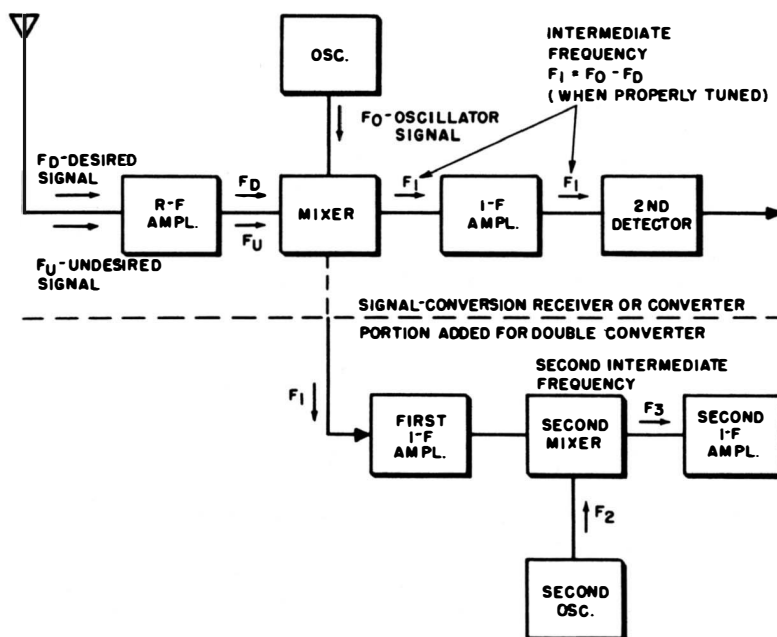 OSC.
INTERMEDIATE
FREQUENCY
F1 = FO - FD
(WHEN PROPERLY TUNED)
FO-OSCILLATOR
SIGNAL
FD-DESIRED
SIGNAL
R-F
AMPL.
FD
FU
MIXER
F1
I-F
AMPL.
F1
2ND
DETECTOR
FU-UNDESIRED
SIGNAL
SIGNAL-CONVERSION RECEIVER OR CONVERTER
PORTION ADDED FOR DOUBLE CONVERTER
SECOND INTERMEDIATE
FREQUENCY
F1
FIRST
I-F
AMPL.
SECOND
MIXER
F3
SECOND
I-F
AMPL.
F2
SECOND
OSC.